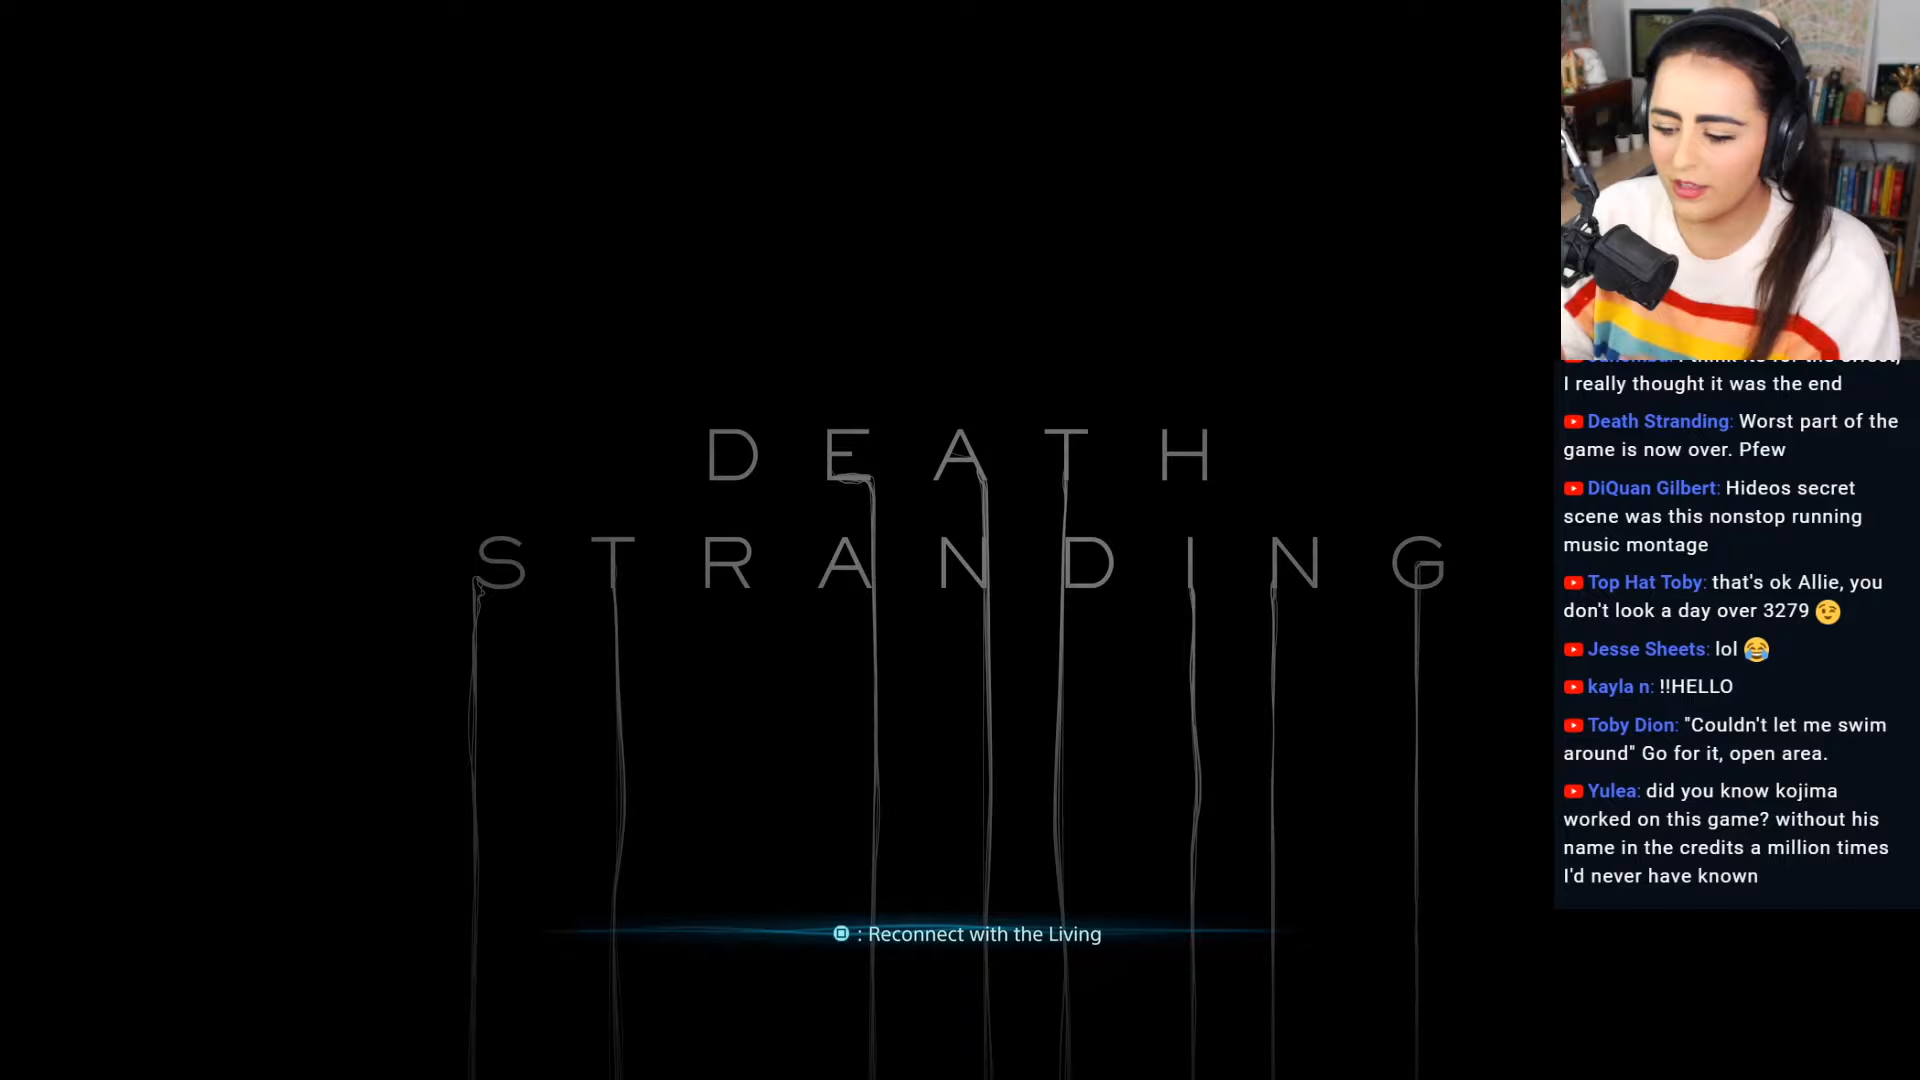 DEATH
STRANDING
: Reconnect with the Living
I really thought it was the end
Death Stranding: Worst part of the
game is now over. Pfew
DiQuan Gilbert: Hideos secret
scene was this nonstop running
music montage
Top Hat Toby: that's ok Allie, you
don't look a day over 3279 😉
Jesse Sheets: lol 😂
kayla n: !!HELLO
Toby Dion: "Couldn't let me swim
around" Go for it, open area.
Yulea: did you know kojima
worked on this game? without his
name in the credits a million times
I'd never have known